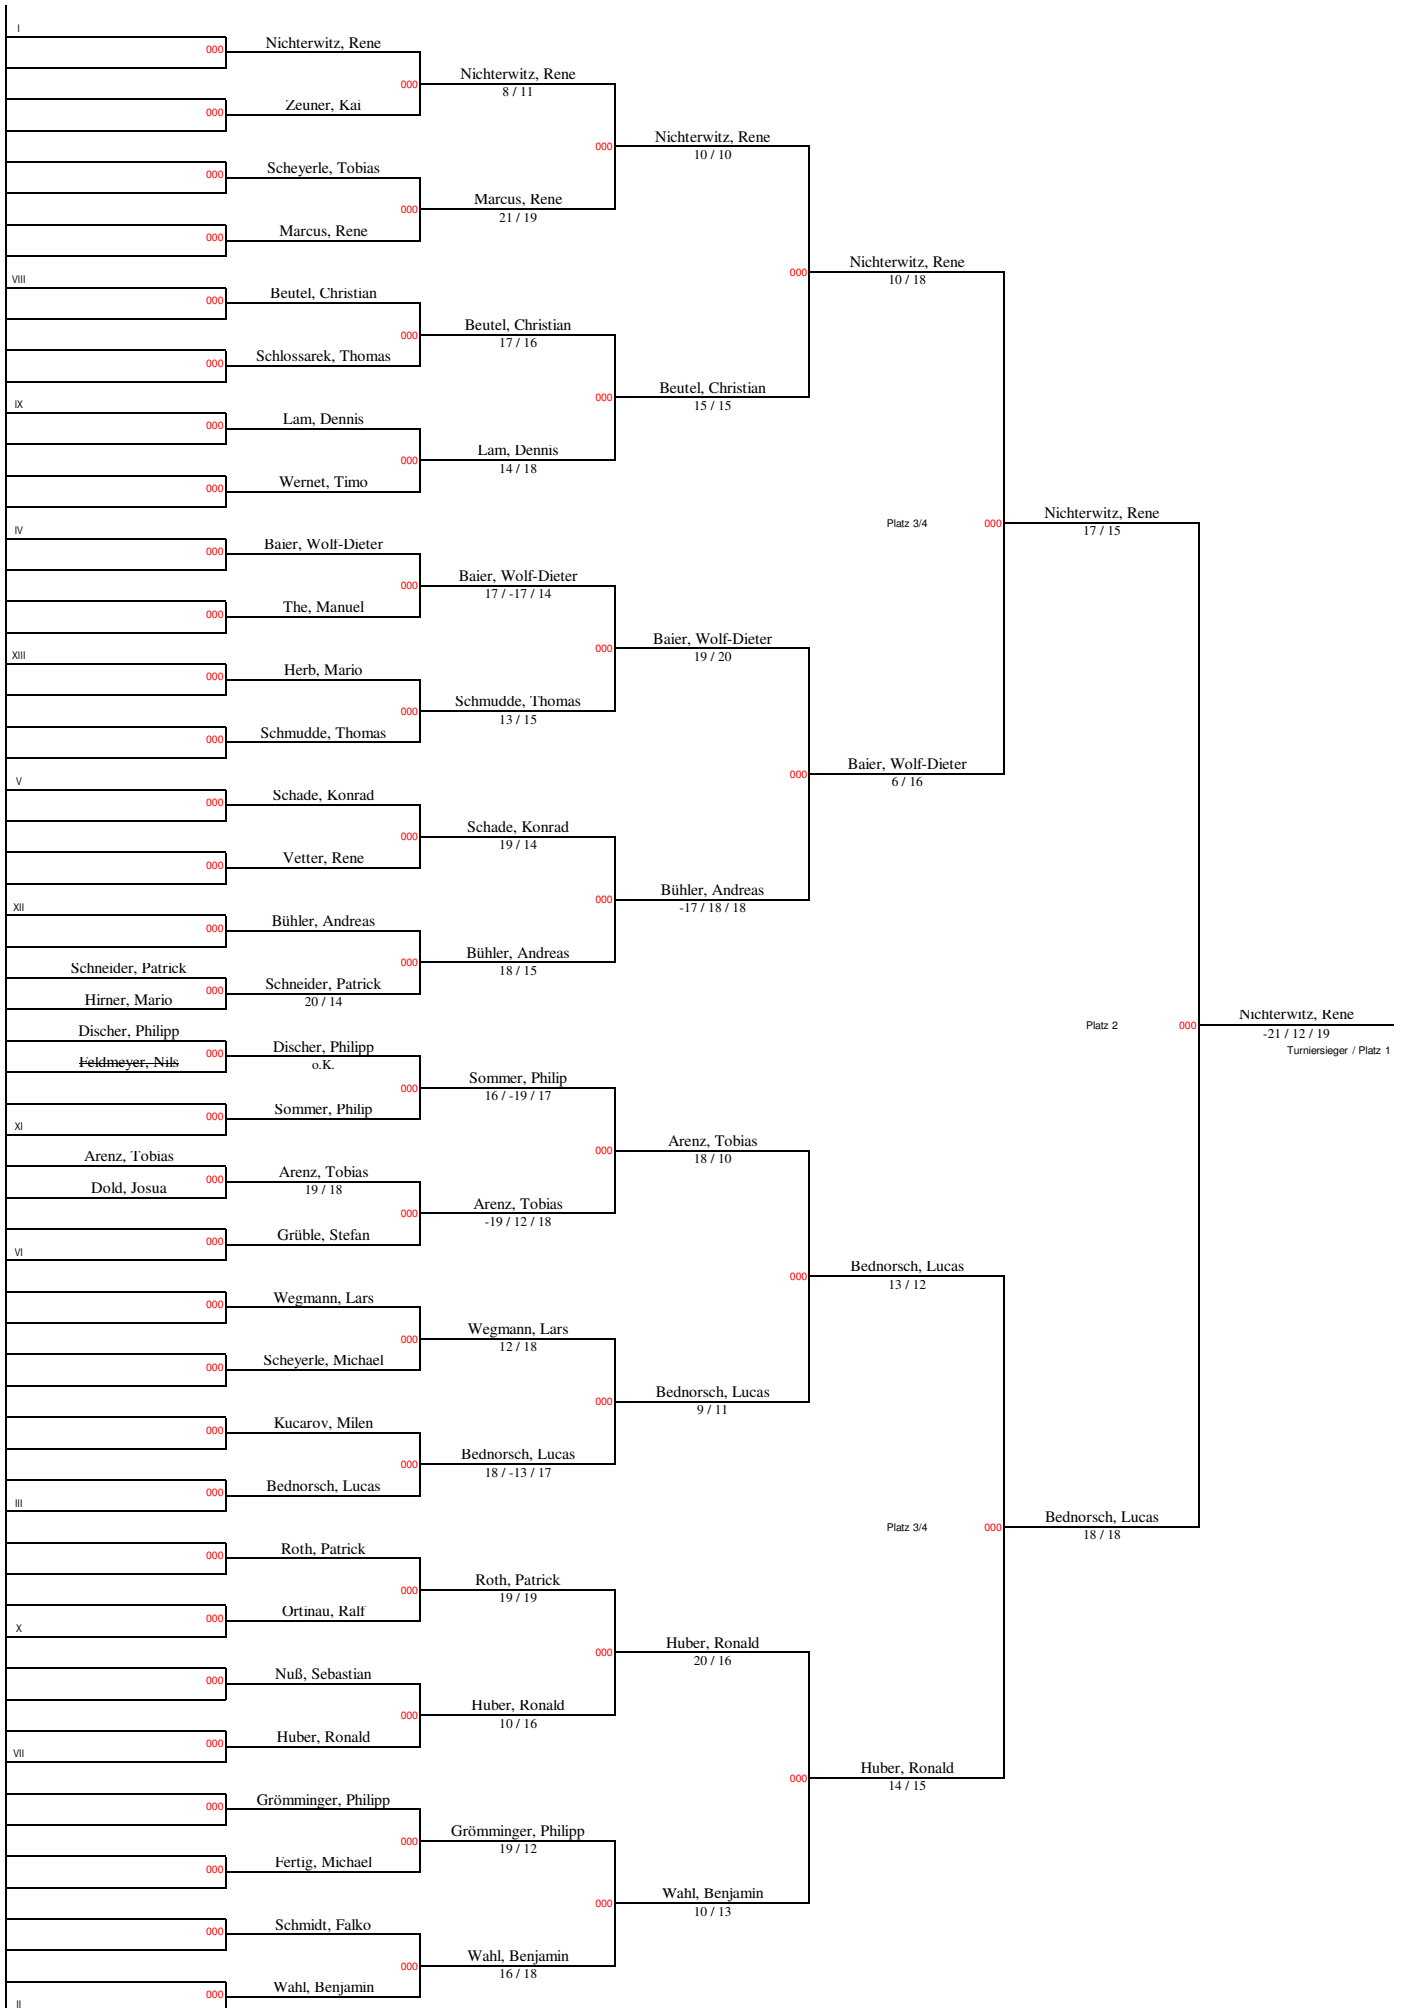 I
000
Nichterwitz, Rene
000
Nichterwitz, Rene
8 / 11
000
Zeuner, Kai
000
Nichterwitz, Rene
10 / 10
000
Scheyerle, Tobias
000
Marcus, Rene
21 / 19
000
Marcus, Rene
000
Nichterwitz, Rene
10 / 18
VIII
000
Beutel, Christian
000
Beutel, Christian
17 / 16
000
Schlossarek, Thomas
000
Beutel, Christian
15 / 15
IX
000
Lam, Dennis
000
Lam, Dennis
14 / 18
000
Wernet, Timo
Platz 3/4
000
Nichterwitz, Rene
17 / 15
IV
000
Baier, Wolf-Dieter
000
Baier, Wolf-Dieter
17 / -17 / 14
000
The, Manuel
000
Baier, Wolf-Dieter
19 / 20
XIII
000
Herb, Mario
000
Schmudde, Thomas
13 / 15
000
Schmudde, Thomas
000
Baier, Wolf-Dieter
6 / 16
V
000
Schade, Konrad
000
Schade, Konrad
19 / 14
000
Vetter, Rene
000
Bühler, Andreas
-17 / 18 / 18
XII
000
Bühler, Andreas
000
Bühler, Andreas
18 / 15
Schneider, Patrick
000
Schneider, Patrick
20 / 14
Hirner, Mario
Platz 2
000
Nichterwitz, Rene
-21 / 12 / 19
Turniersieger / Platz 1
Discher, Philipp
000
Discher, Philipp
o.K.
Feldmeyer, Nils
000
Sommer, Philip
16 / -19 / 17
000
Sommer, Philip
XI
000
Arenz, Tobias
18 / 10
Arenz, Tobias
000
Arenz, Tobias
19 / 18
Dold, Josua
000
Arenz, Tobias
-19 / 12 / 18
000
Grüble, Stefan
VI
000
Bednorsch, Lucas
13 / 12
000
Wegmann, Lars
000
Wegmann, Lars
12 / 18
000
Scheyerle, Michael
000
Bednorsch, Lucas
9 / 11
000
Kucarov, Milen
000
Bednorsch, Lucas
18 / -13 / 17
000
Bednorsch, Lucas
III
Platz 3/4
000
Bednorsch, Lucas
18 / 18
000
Roth, Patrick
000
Roth, Patrick
19 / 19
000
Ortinau, Ralf
X
000
Huber, Ronald
20 / 16
000
Nuß, Sebastian
000
Huber, Ronald
10 / 16
000
Huber, Ronald
VII
000
Huber, Ronald
14 / 15
000
Grömminger, Philipp
000
Grömminger, Philipp
19 / 12
000
Fertig, Michael
000
Wahl, Benjamin
10 / 13
000
Schmidt, Falko
000
Wahl, Benjamin
16 / 18
000
Wahl, Benjamin
II